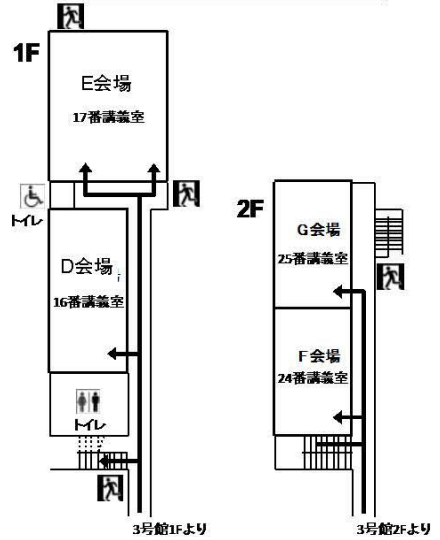 1F
E会場
17番講義室
トイレ
D会場
16番講義室
トイレ
3号館1Fより
2F
G会場
25番講義室
F会場
24番講義室
3号館2Fより